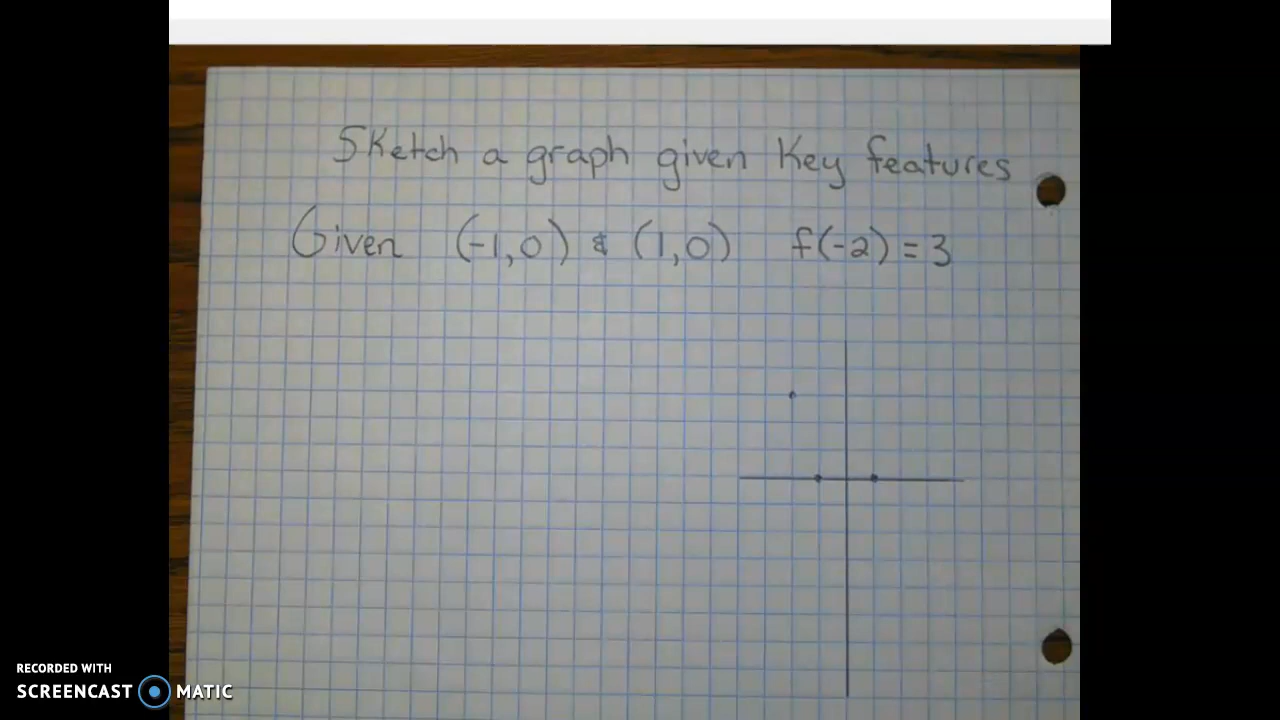 Sketch a graph given Key features
Given (-1,0) & (1,0) f(-2) = 3
RECORDED WITH
SCREENCAST MATIC